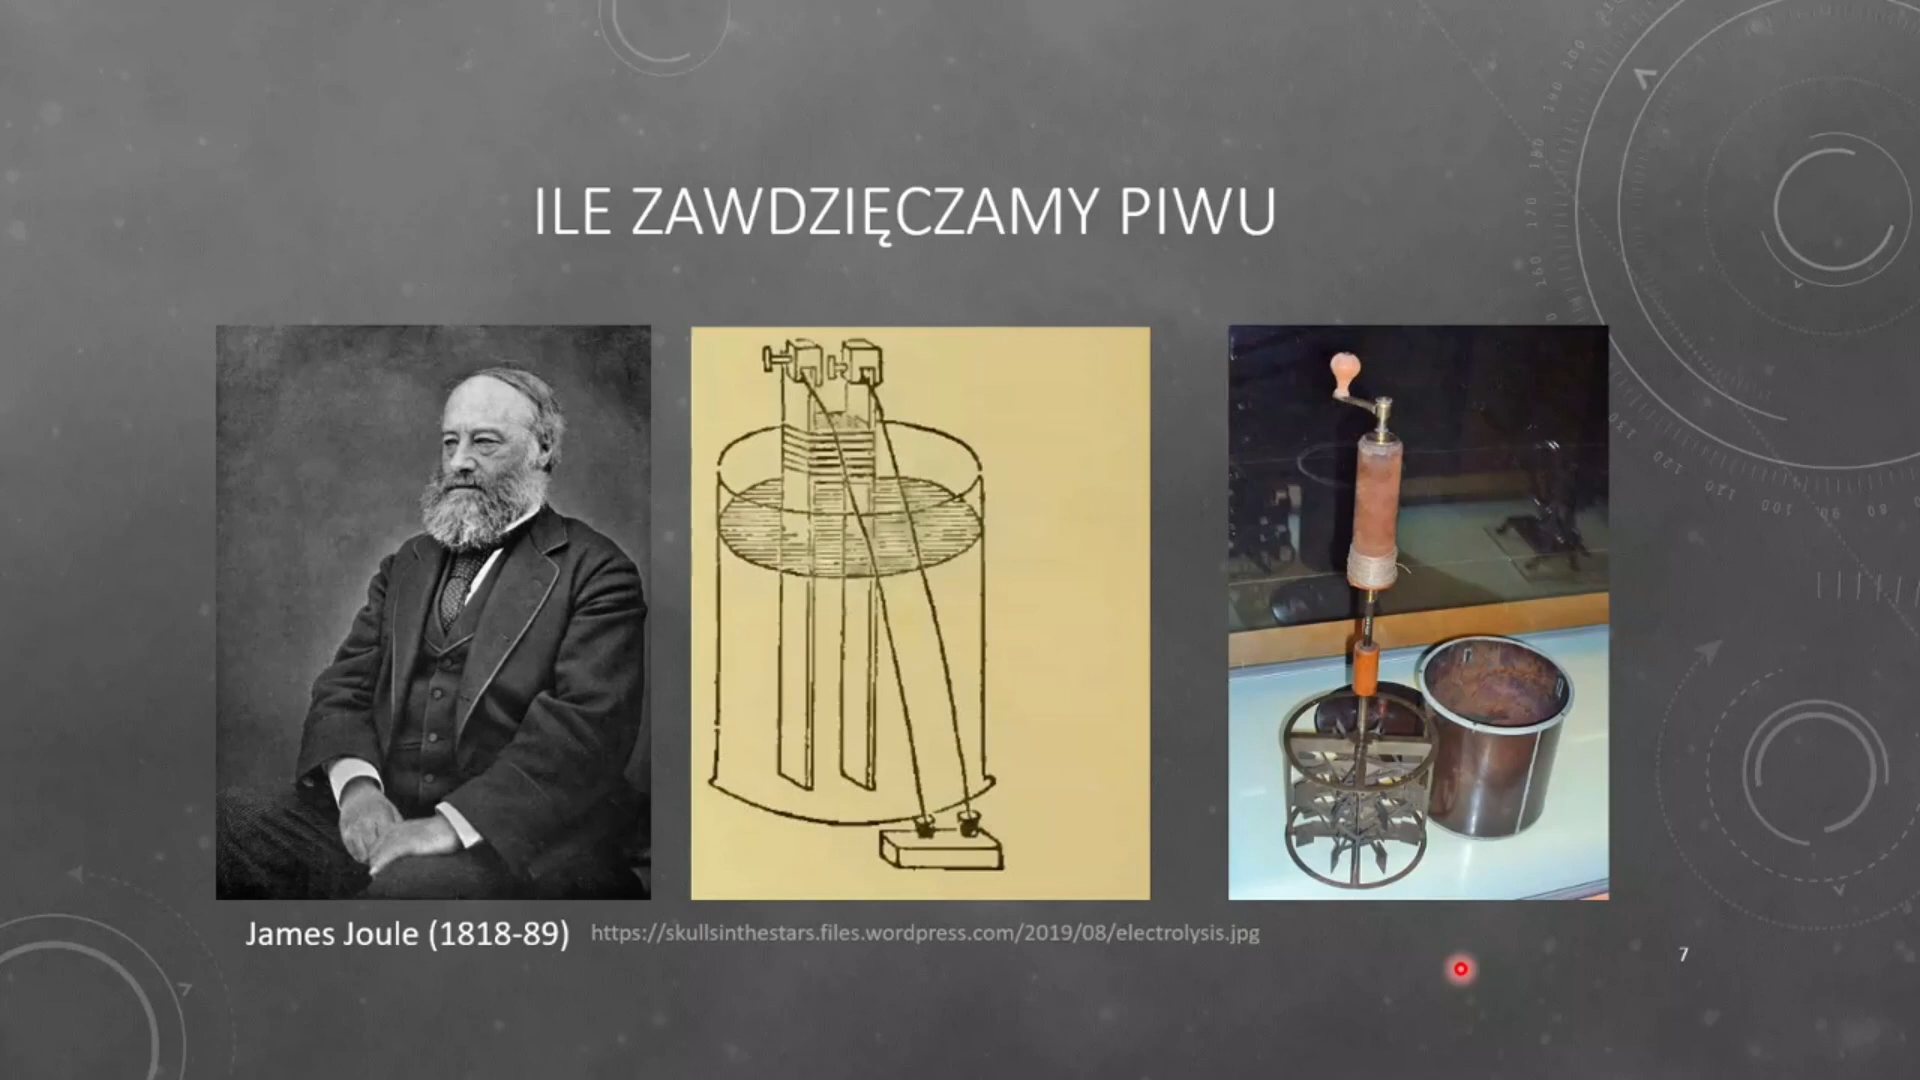 ILE ZAWDZIĘCZAMY PIWU
James Joule (1818-89)
https://skullsinthestars.files.wordpress.com/2019/08/electrolysis.jpg
7